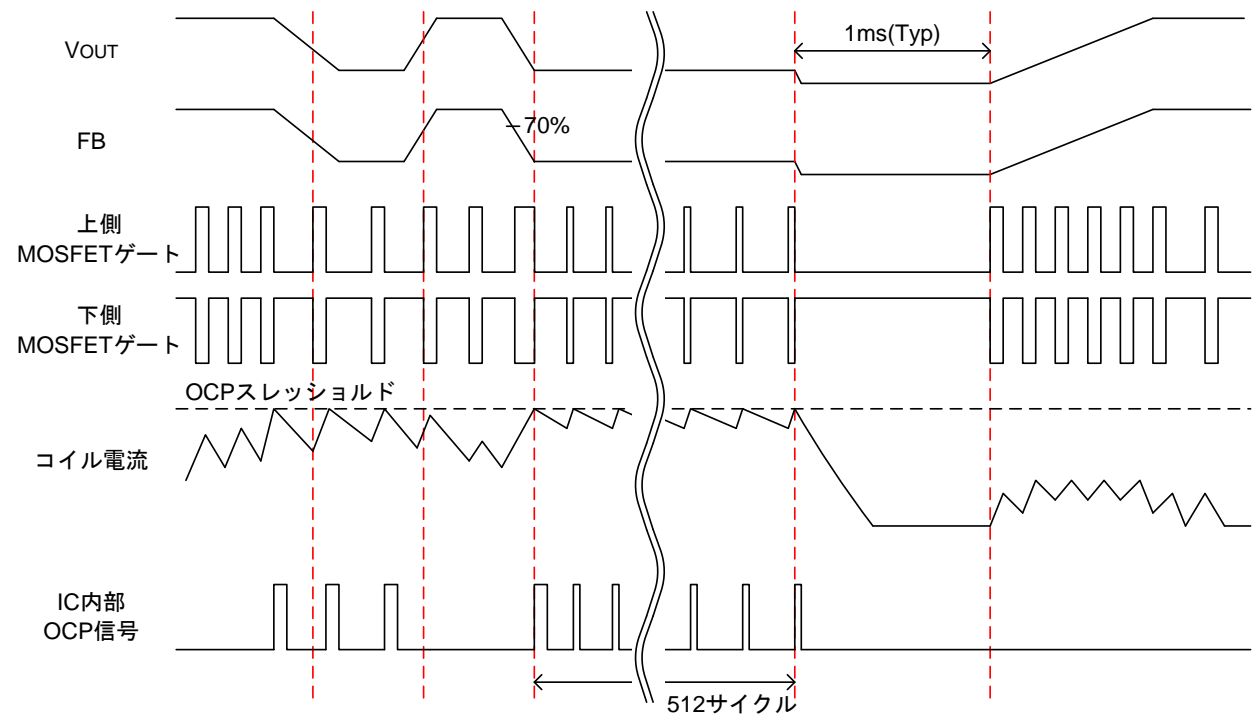 VOUT
1ms(Typ)
FB
−70%
上側
MOSFETゲート
下側
MOSFETゲート
OCPスレッショルド
コイル電流
IC内部
OCP信号
512サイクル